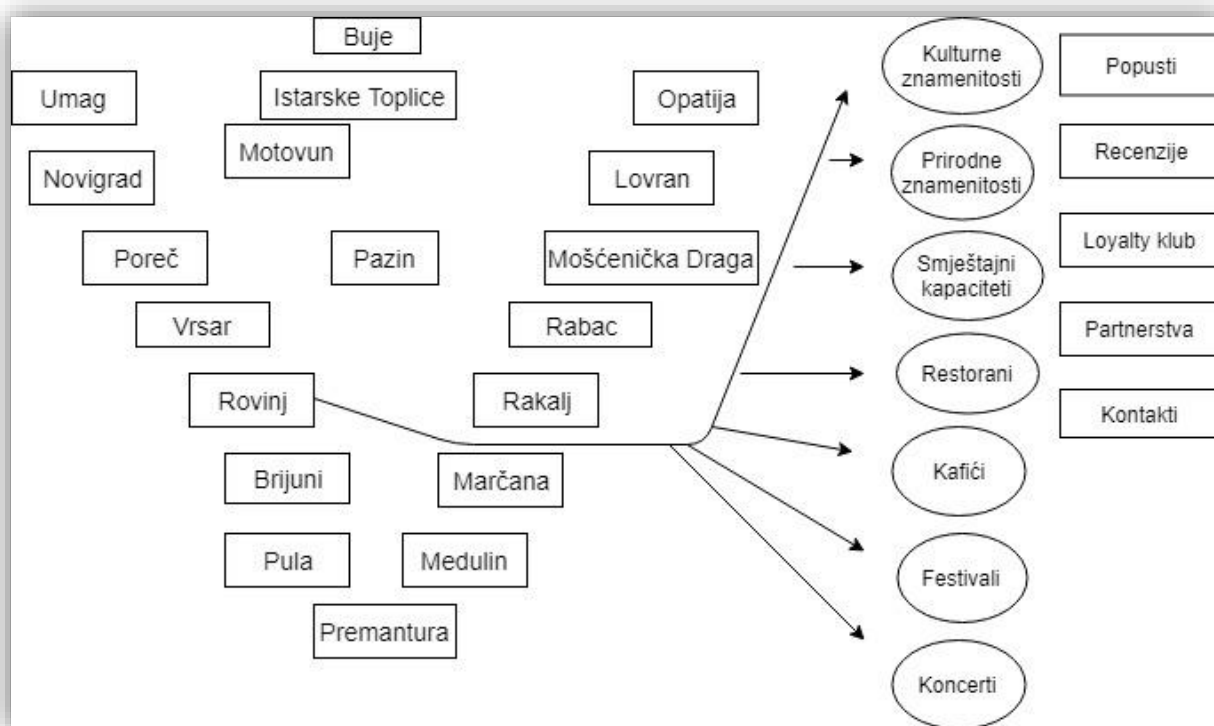 Buje
Umag
Istarske Toplice
Opatija
Motovun
Novigrad
Lovran
Poreč
Pazin
Mošćenička Draga
Vrsar
Rabac
Rovinj
Rakalj
Brijuni
Marčana
Pula
Medulin
Premantura
Kulturne
znamenitosti
Prirodne
znamenitosti
Smještajni
kapaciteti
Restorani
Kafići
Festivali
Koncerti
Popusti
Recenzije
Loyalty klub
Partnerstva
Kontakti